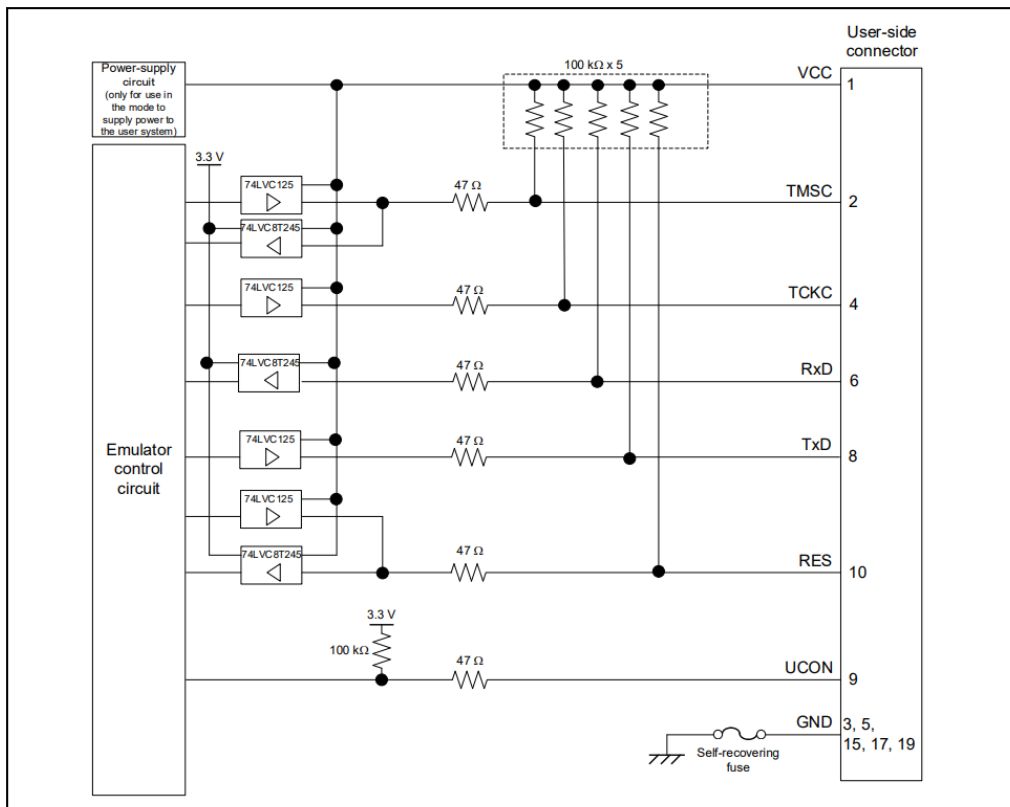 User-side
connector
Power-supply
circuit
(only for use in
the mode to
supply power to
the user system)
100 kΩ x 5
VCC
1
3.3 V
74LVC125
47 Ω
TMSC
2
74LVC8T245
74LVC125
47 Ω
TCKC
4
74LVC8T245
47 Ω
RxD
6
Emulator
control
circuit
74LVC125
47 Ω
TxD
8
74LVC125
74LVC8T245
47 Ω
RES
10
3.3 V
100 kΩ
47 Ω
UCON
9
GND
3, 5,
15, 17, 19
Self-recovering
fuse